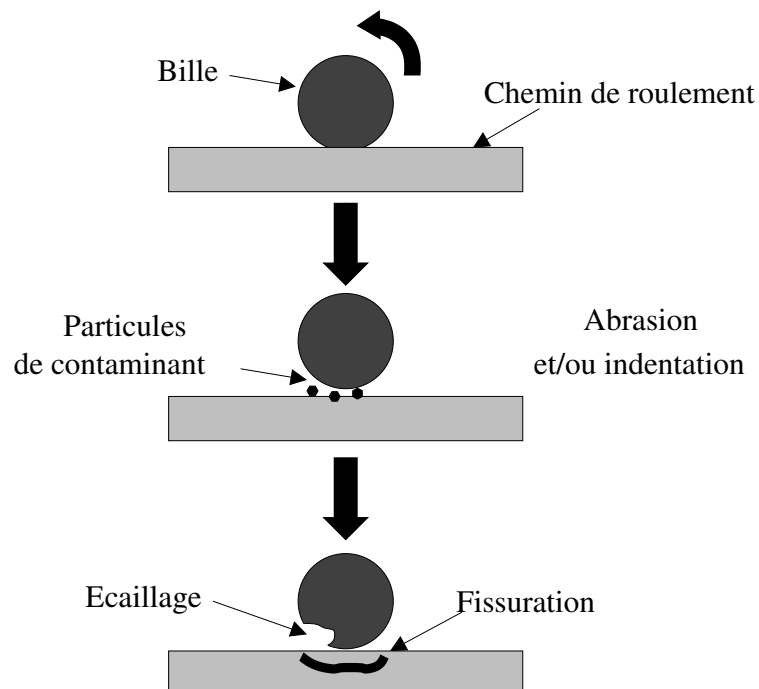 Bille
Chemin de roulement
Particules
de contaminant
Abrasion
et/ou indentation
Ecaillage
Fissuration